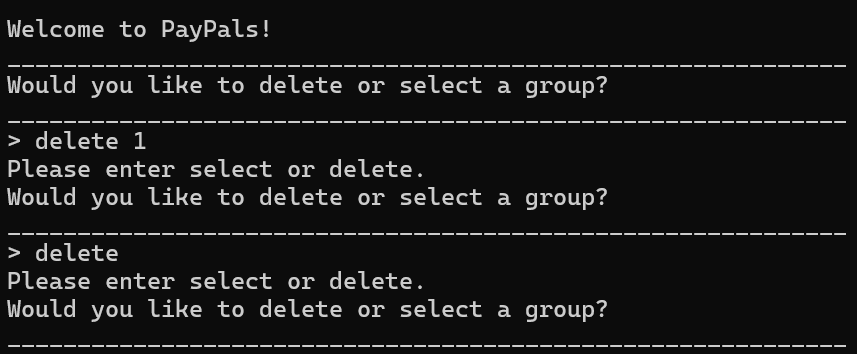 Welcome to PayPals!
____________________________________________________________
Would you like to delete or select a group?
____________________________________________________________
> delete 1
Please enter select or delete.
Would you like to delete or select a group?
____________________________________________________________
> delete
Please enter select or delete.
Would you like to delete or select a group?
____________________________________________________________